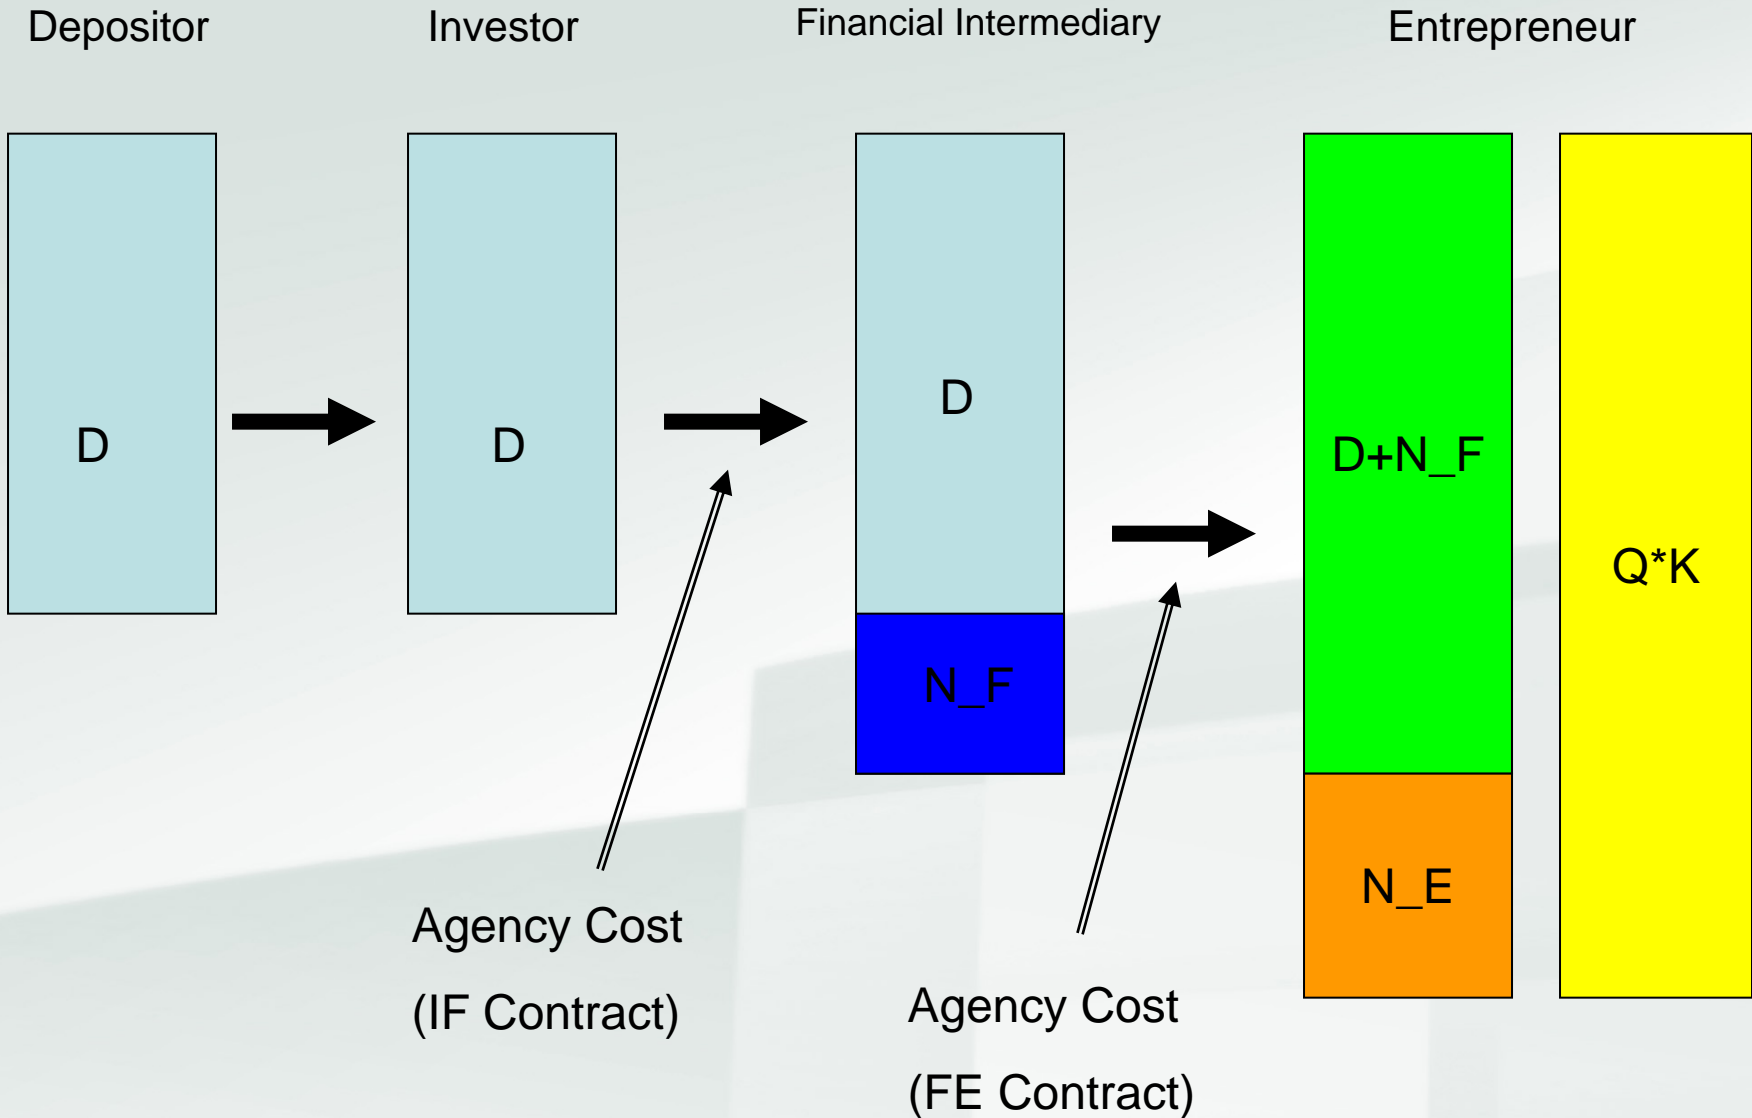 Depositor
Investor
Financial Intermediary
Entrepreneur
D
D
D
N_F
D+N_F
N_E
Q*K
Agency Cost
(IF Contract)
Agency Cost
(FE Contract)